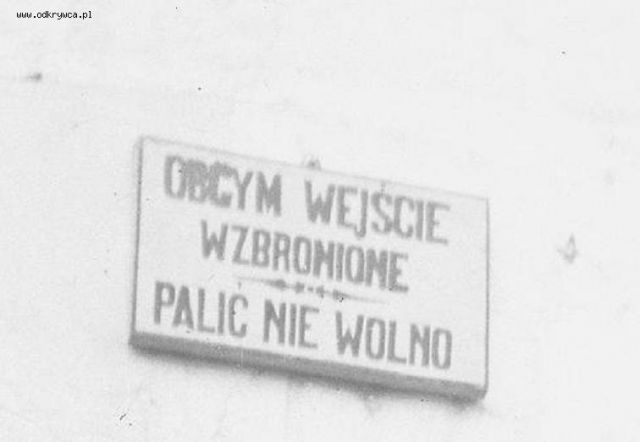 www.odkrywca.pl
OBCYM WEJŚCIE
WZBRONIONE
PALIĆ NIE WOLNO